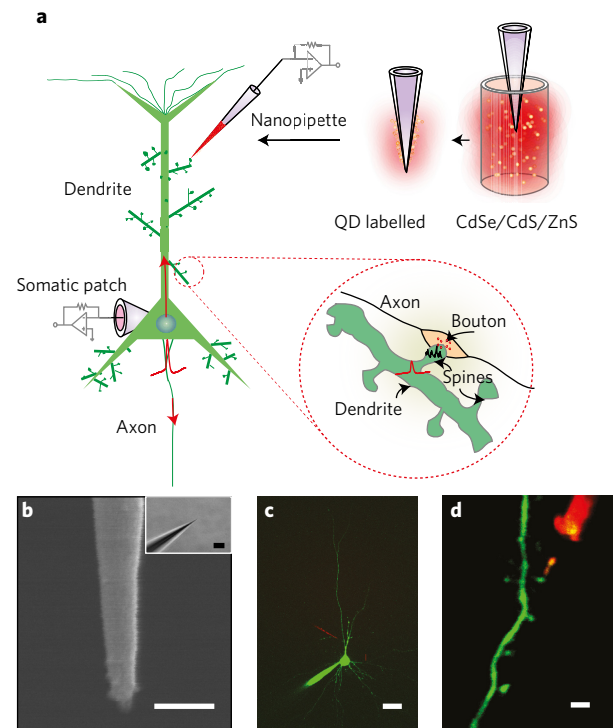 a
Nanopipette
Dendrite
QD labelled
CdSe/CdS/ZnS
Somatic patch
Axon
Bouton
Spines
Dendrite
Axon
b
c
d